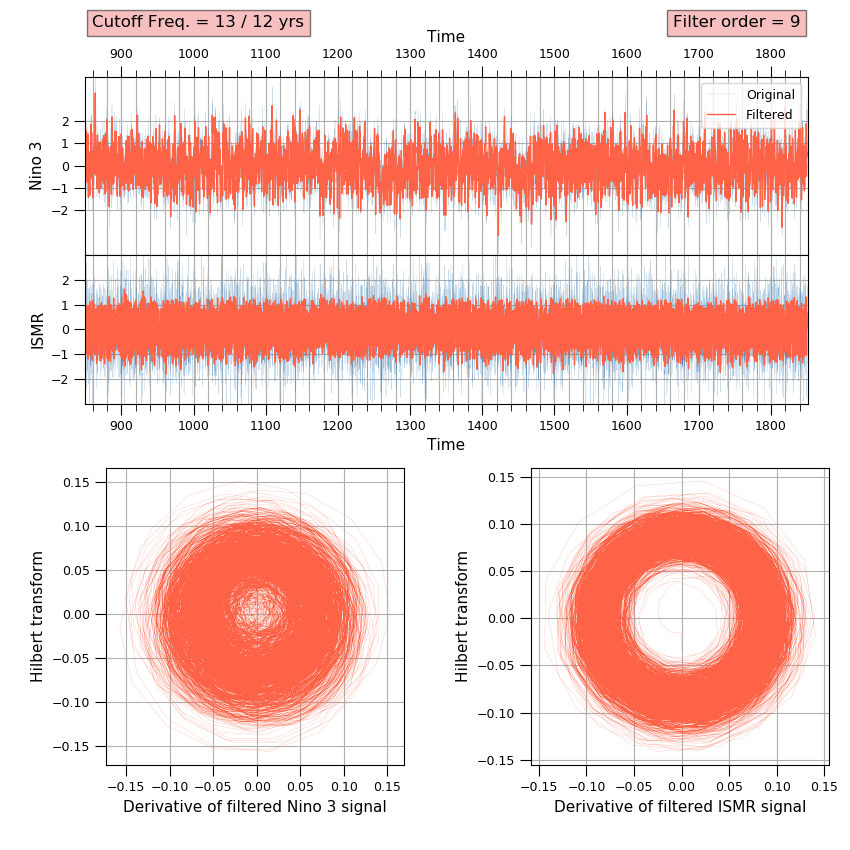 Cutoff Freq. = 13 / 12 yrs
Filter order = 9
Time
900 1000 1100 1200 1300 1400 1500 1600 1700 1800
Original
Filtered
Nino 3
2
1
0
−1
−2
ISMR
2
1
0
−1
−2
900 1000 1100 1200 1300 1400 1500 1600 1700 1800
Time
Hilbert transform
0.15
0.10
0.05
0.00
−0.05
−0.10
−0.15
−0.15 −0.10 −0.05 0.00 0.05 0.10 0.15
Derivative of filtered Nino 3 signal
Hilbert transform
0.15
0.10
0.05
0.00
−0.05
−0.10
−0.15
−0.15 −0.10 −0.05 0.00 0.05 0.10 0.15
Derivative of filtered ISMR signal